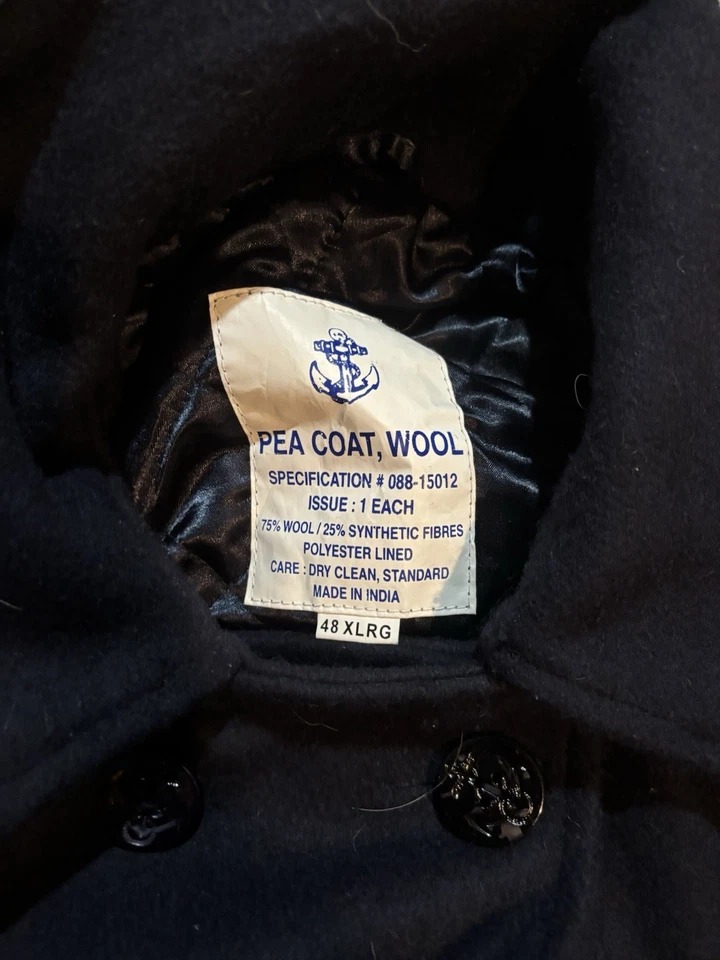 PEA COAT, WOOL
SPECIFICATION # 088-15012
ISSUE : 1 EACH
75% WOOL / 25% SYNTHETIC FIBRES
POLYESTER LINED
CARE : DRY CLEAN, STANDARD
MADE IN INDIA
48 XLRG